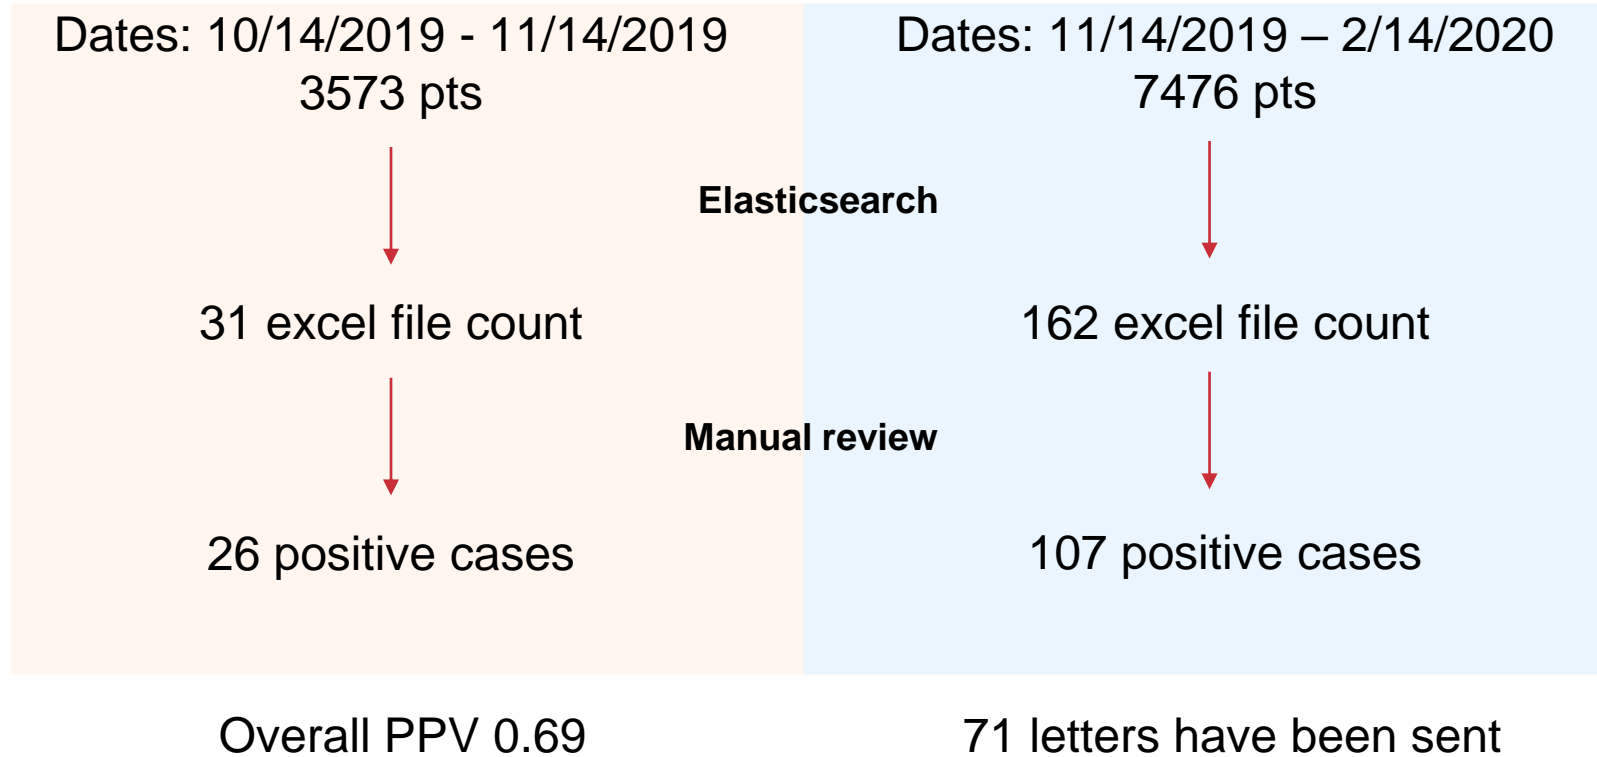 Dates: 10/14/2019 - 11/14/2019
3573 pts
Dates: 11/14/2019 – 2/14/2020
7476 pts
Elasticsearch
31 excel file count
162 excel file count
Manual review
26 positive cases
107 positive cases
Overall PPV 0.69
71 letters have been sent